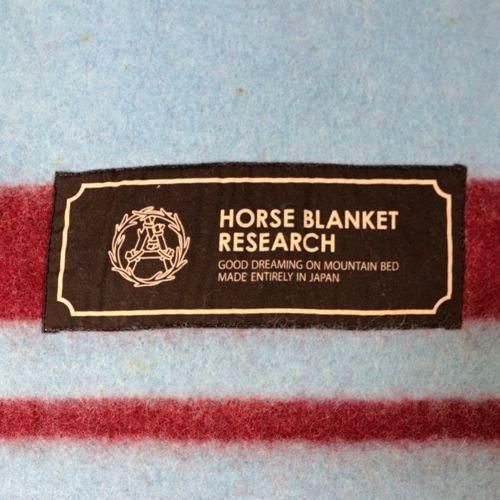 HORSE BLANKET
RESEARCH
GOOD DREAMING ON MOUNTAIN BED
MADE ENTIRELY IN JAPAN